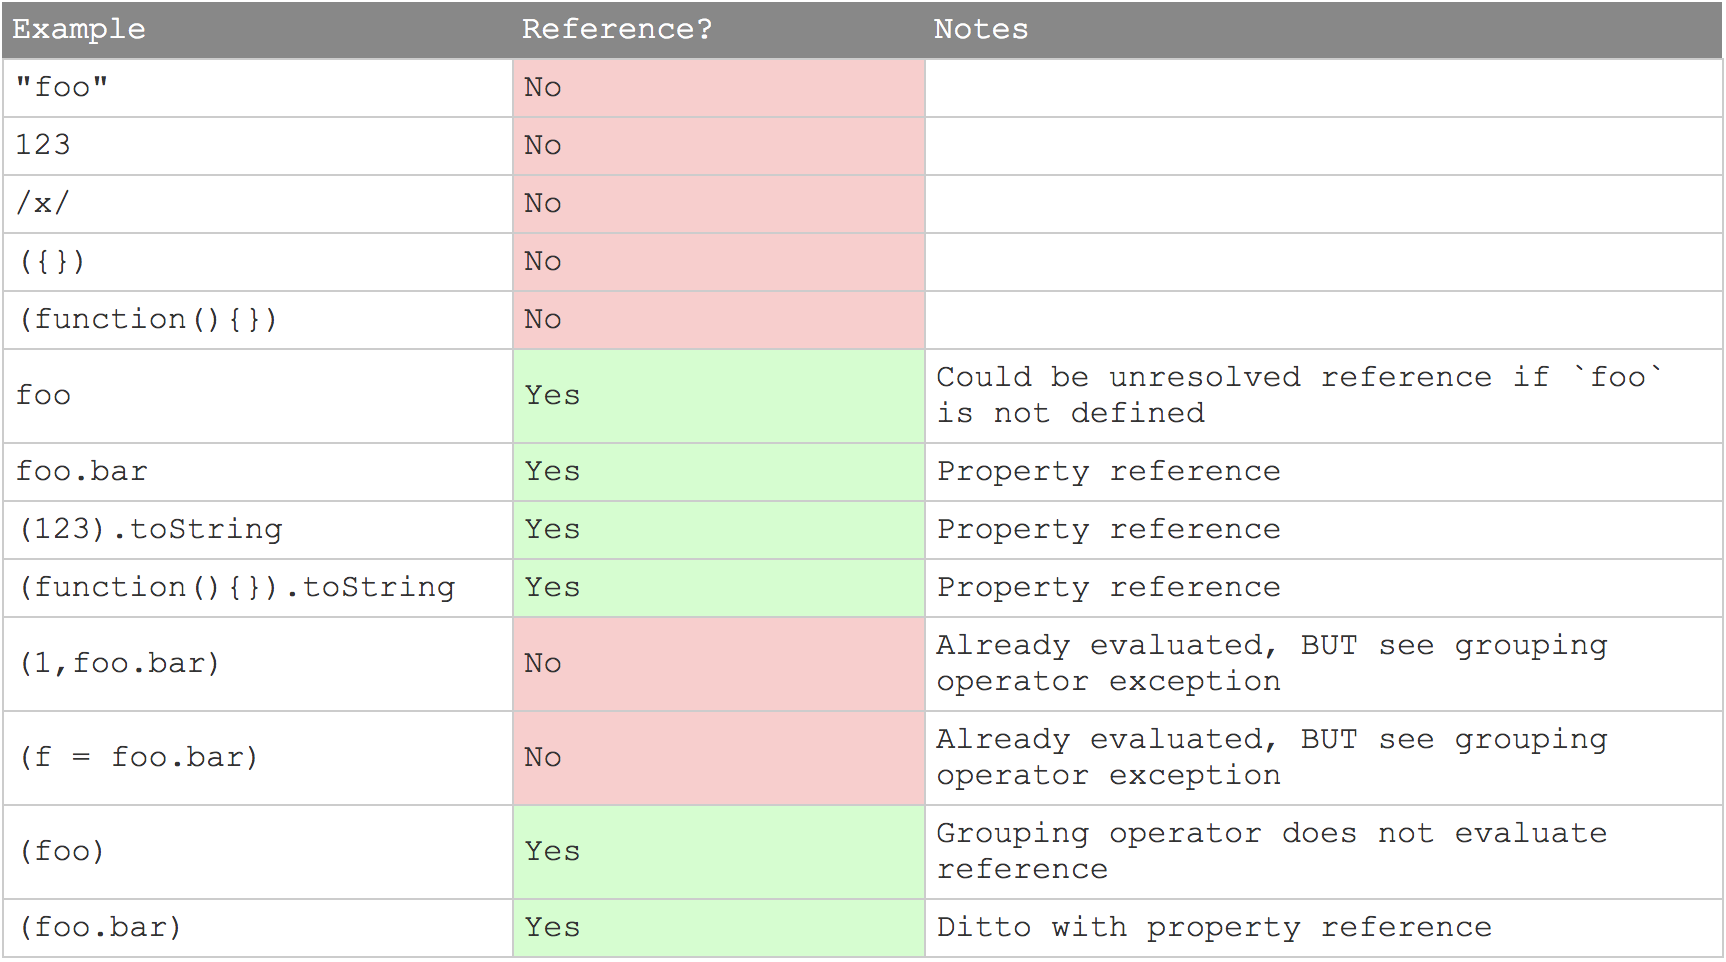 Example Reference? Notes
"foo" No
123 No
/x/ No
({}) No
(function(){}) No
foo Yes Could be unresolved reference if `foo`
is not defined
foo.bar Yes Property reference
(123).toString Yes Property reference
(function(){}).toString Yes Property reference
(1,foo.bar) No Already evaluated, BUT see grouping
operator exception
(f = foo.bar) No Already evaluated, BUT see grouping
operator exception
(foo) Yes Grouping operator does not evaluate
reference
(foo.bar) Yes Ditto with property reference